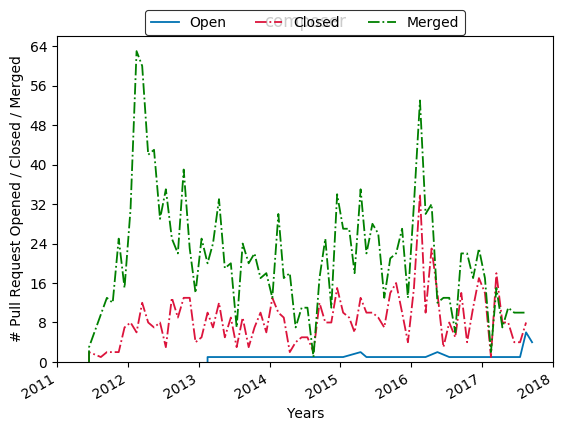 composer
Open Closed Merged
# Pull Request Opened / Closed / Merged
64
56
48
40
32
24
16
8
0
2011 2012 2013 2014 2015 2016 2017 2018
Years